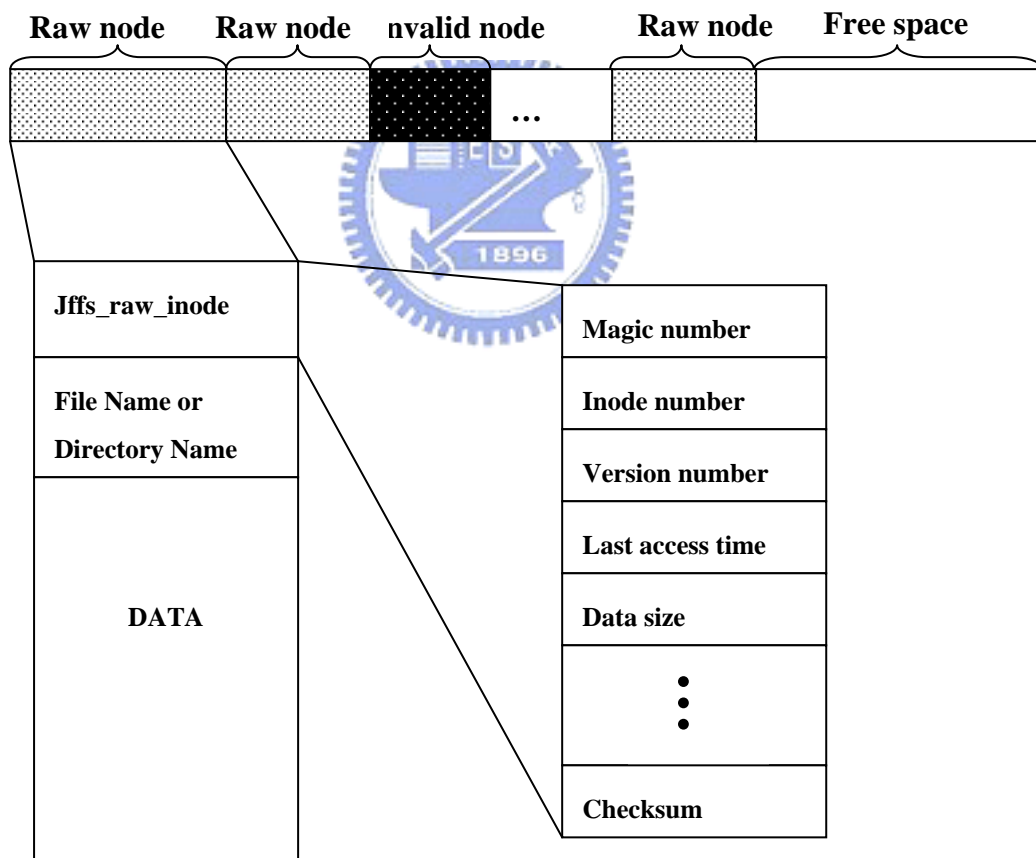 Raw node Raw node nvalid node Raw node Free space
...
E S
1896
Jffs_raw_inode
File Name or
Directory Name
DATA
Magic number
Inode number
Version number
Last access time
Data size
Checksum